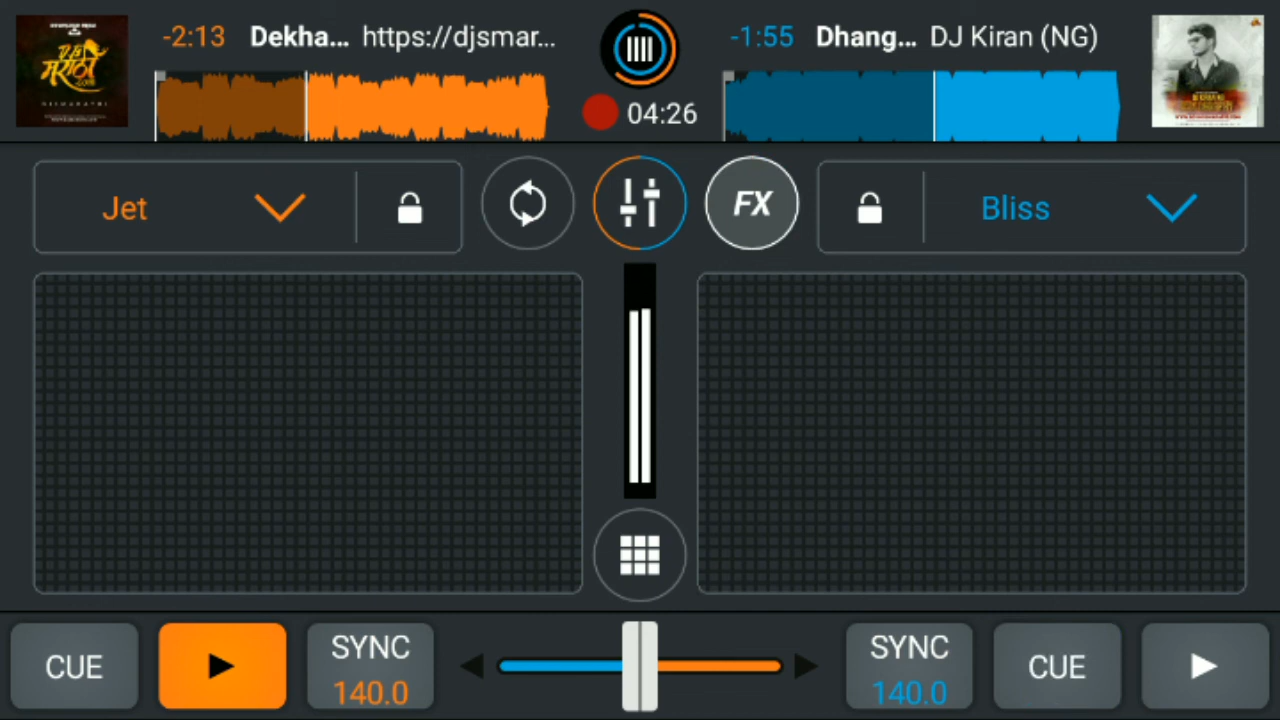 -2:13 Dekha... https://djsmar...
04:26
-1:55 Dhang... DJ Kiran (NG)
मराठी
Jet
FX
Bliss
CUE
SYNC
140.0
SYNC
140.0
CUE